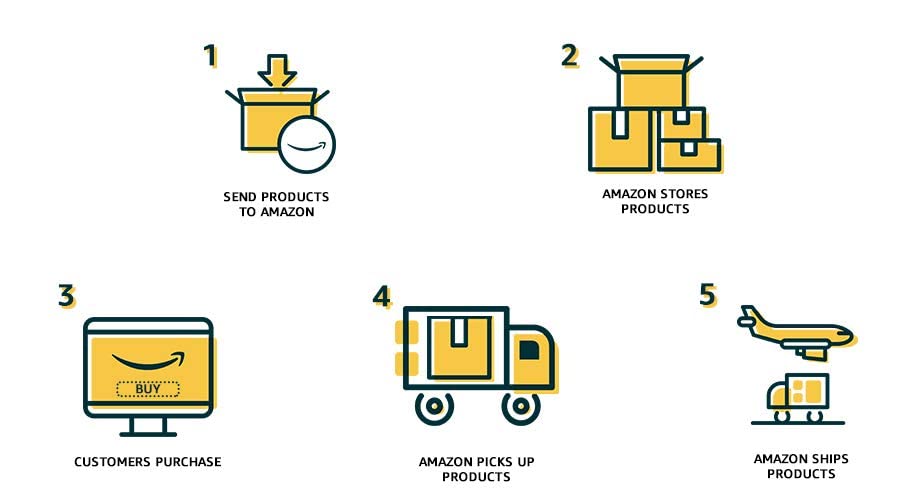 1
SEND PRODUCTS
TO AMAZON
2
AMAZON STORES
PRODUCTS
3
BUY
CUSTOMERS PURCHASE
4
AMAZON PICKS UP
PRODUCTS
5
AMAZON SHIPS
PRODUCTS